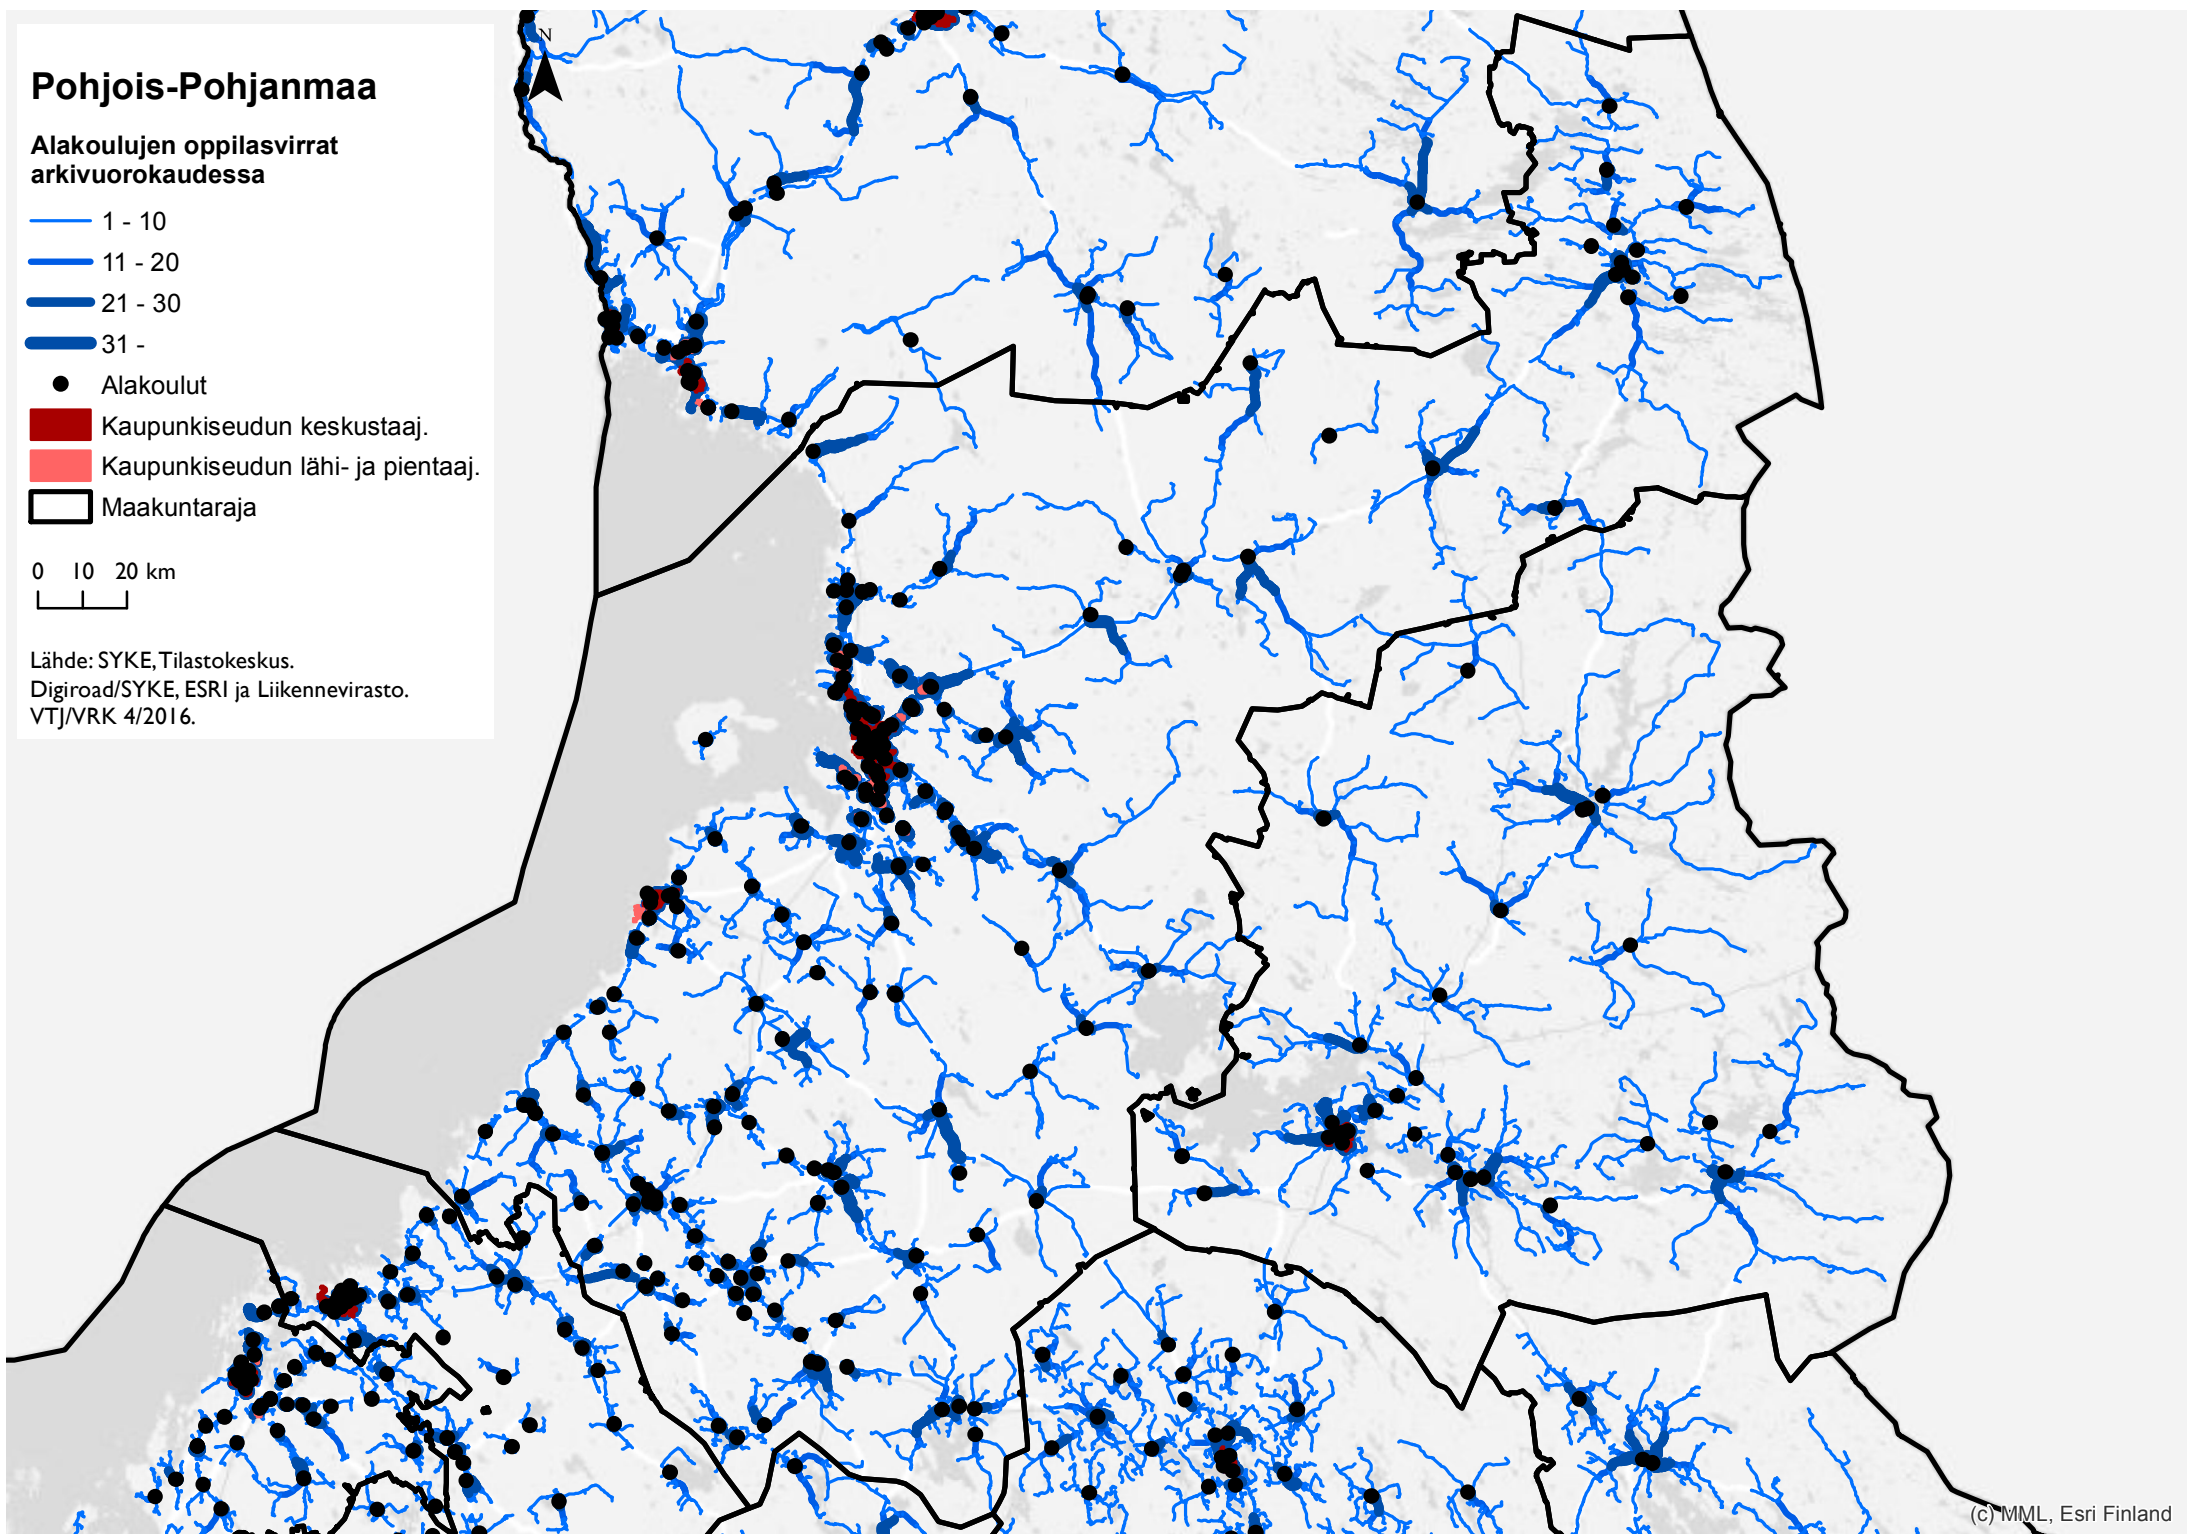 N
Pohjois-Pohjanmaa
Alakoulujen oppilasvirrat
arkivuorokaudessa
1 - 10
11 - 20
21 - 30
31 -
Alakoulut
Kaupunkiseudun keskustaaj.
Kaupunkiseudun lähi- ja pientaaj.
Maakuntaraja
0 10 20 km
Lähde: SYKE, Tilastokeskus.
Digiroad/SYKE, ESRI ja Liikennevirasto.
VTJ/VRK 4/2016.
(c) MML, Esri Finland